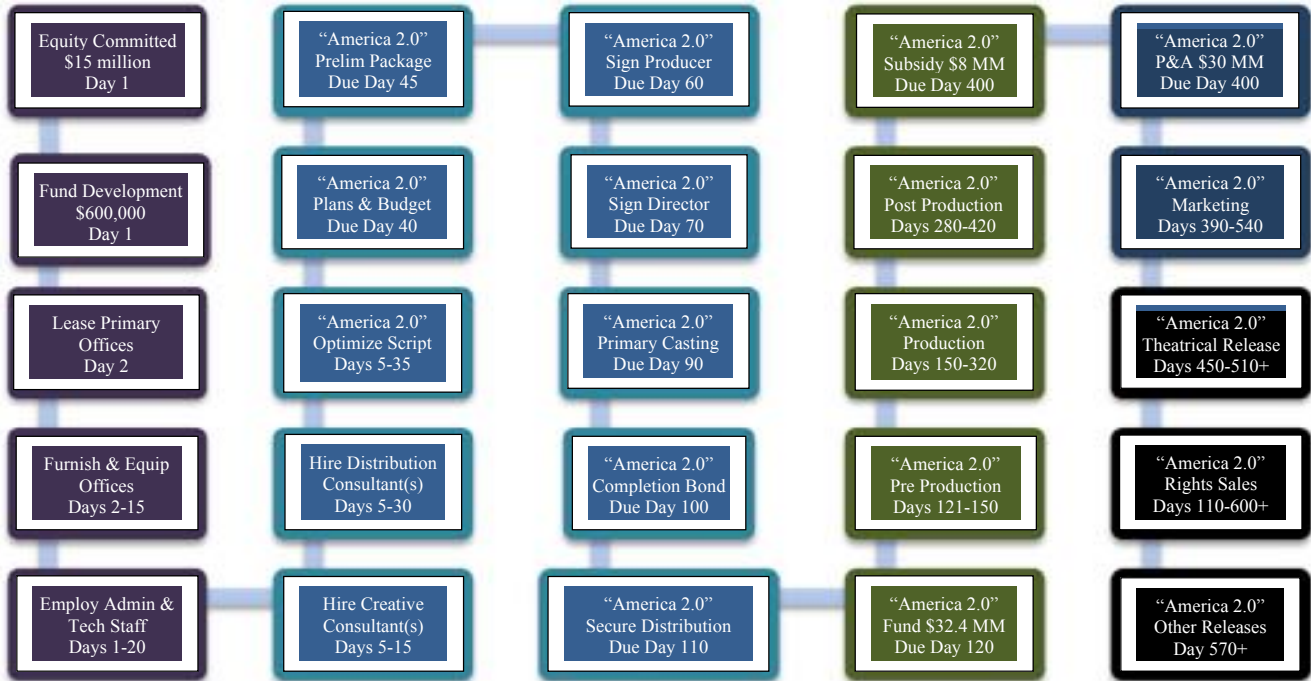 Equity Committed
$15 million
Day 1
Fund Development
$600,000
Day 1
Lease Primary
Offices
Day 2
Furnish & Equip
Offices
Days 2-15
Employ Admin &
Tech Staff
Days 1-20
Hire Creative
Consultant(s)
Days 5-15
Hire Distribution
Consultant(s)
Days 5-30
“America 2.0”
Optimize Script
Days 5-35
“America 2.0”
Plans & Budget
Due Day 40
“America 2.0”
Prelim Package
Due Day 45
“America 2.0”
Sign Producer
Due Day 60
“America 2.0”
Sign Director
Due Day 70
“America 2.0”
Primary Casting
Due Day 90
“America 2.0”
Completion Bond
Due Day 100
“America 2.0”
Secure Distribution
Due Day 110
“America 2.0”
Fund $32.4 MM
Due Day 120
“America 2.0”
Pre Production
Days 121-150
“America 2.0”
Production
Days 150-320
“America 2.0”
Post Production
Days 280-420
“America 2.0”
Subsidy $8 MM
Due Day 400
“America 2.0”
P&A $30 MM
Due Day 400
“America 2.0”
Marketing
Days 390-540
“America 2.0”
Theatrical Release
Days 450-510+
“America 2.0”
Rights Sales
Days 110-600+
“America 2.0”
Other Releases
Day 570+